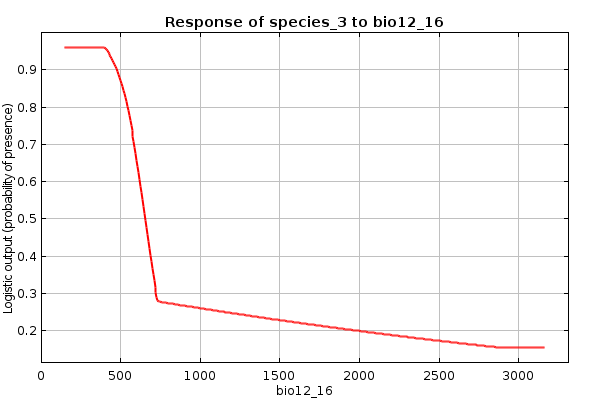 Response of species_3 to bio12_16
Logistic output (probability of presence)
0.9
0.8
0.7
0.6
0.5
0.4
0.3
0.2
0 500 1000 1500 2000 2500 3000
bio12_16